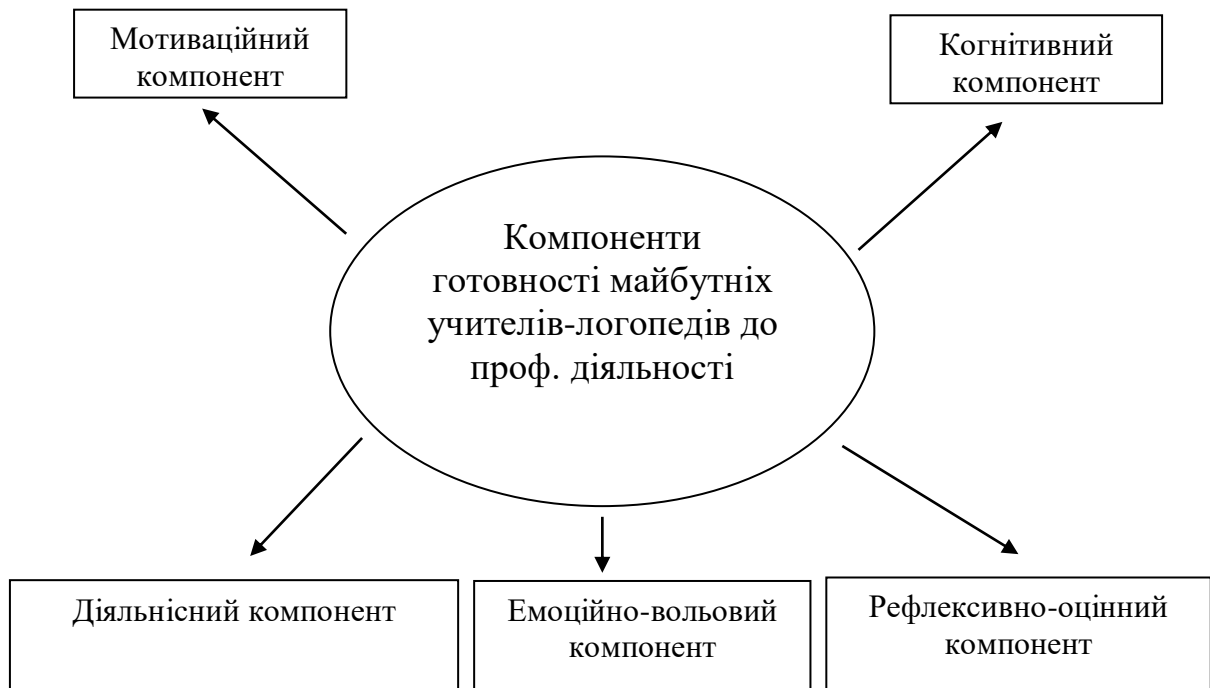 Мотиваційний
компонент
Когнітивний
компонент
Компоненти
готовності майбутніх
учителів-логопедів до
проф. діяльності
Діяльнісний компонент
Емоційно-вольовий
компонент
Рефлексивно-оцінний
компонент